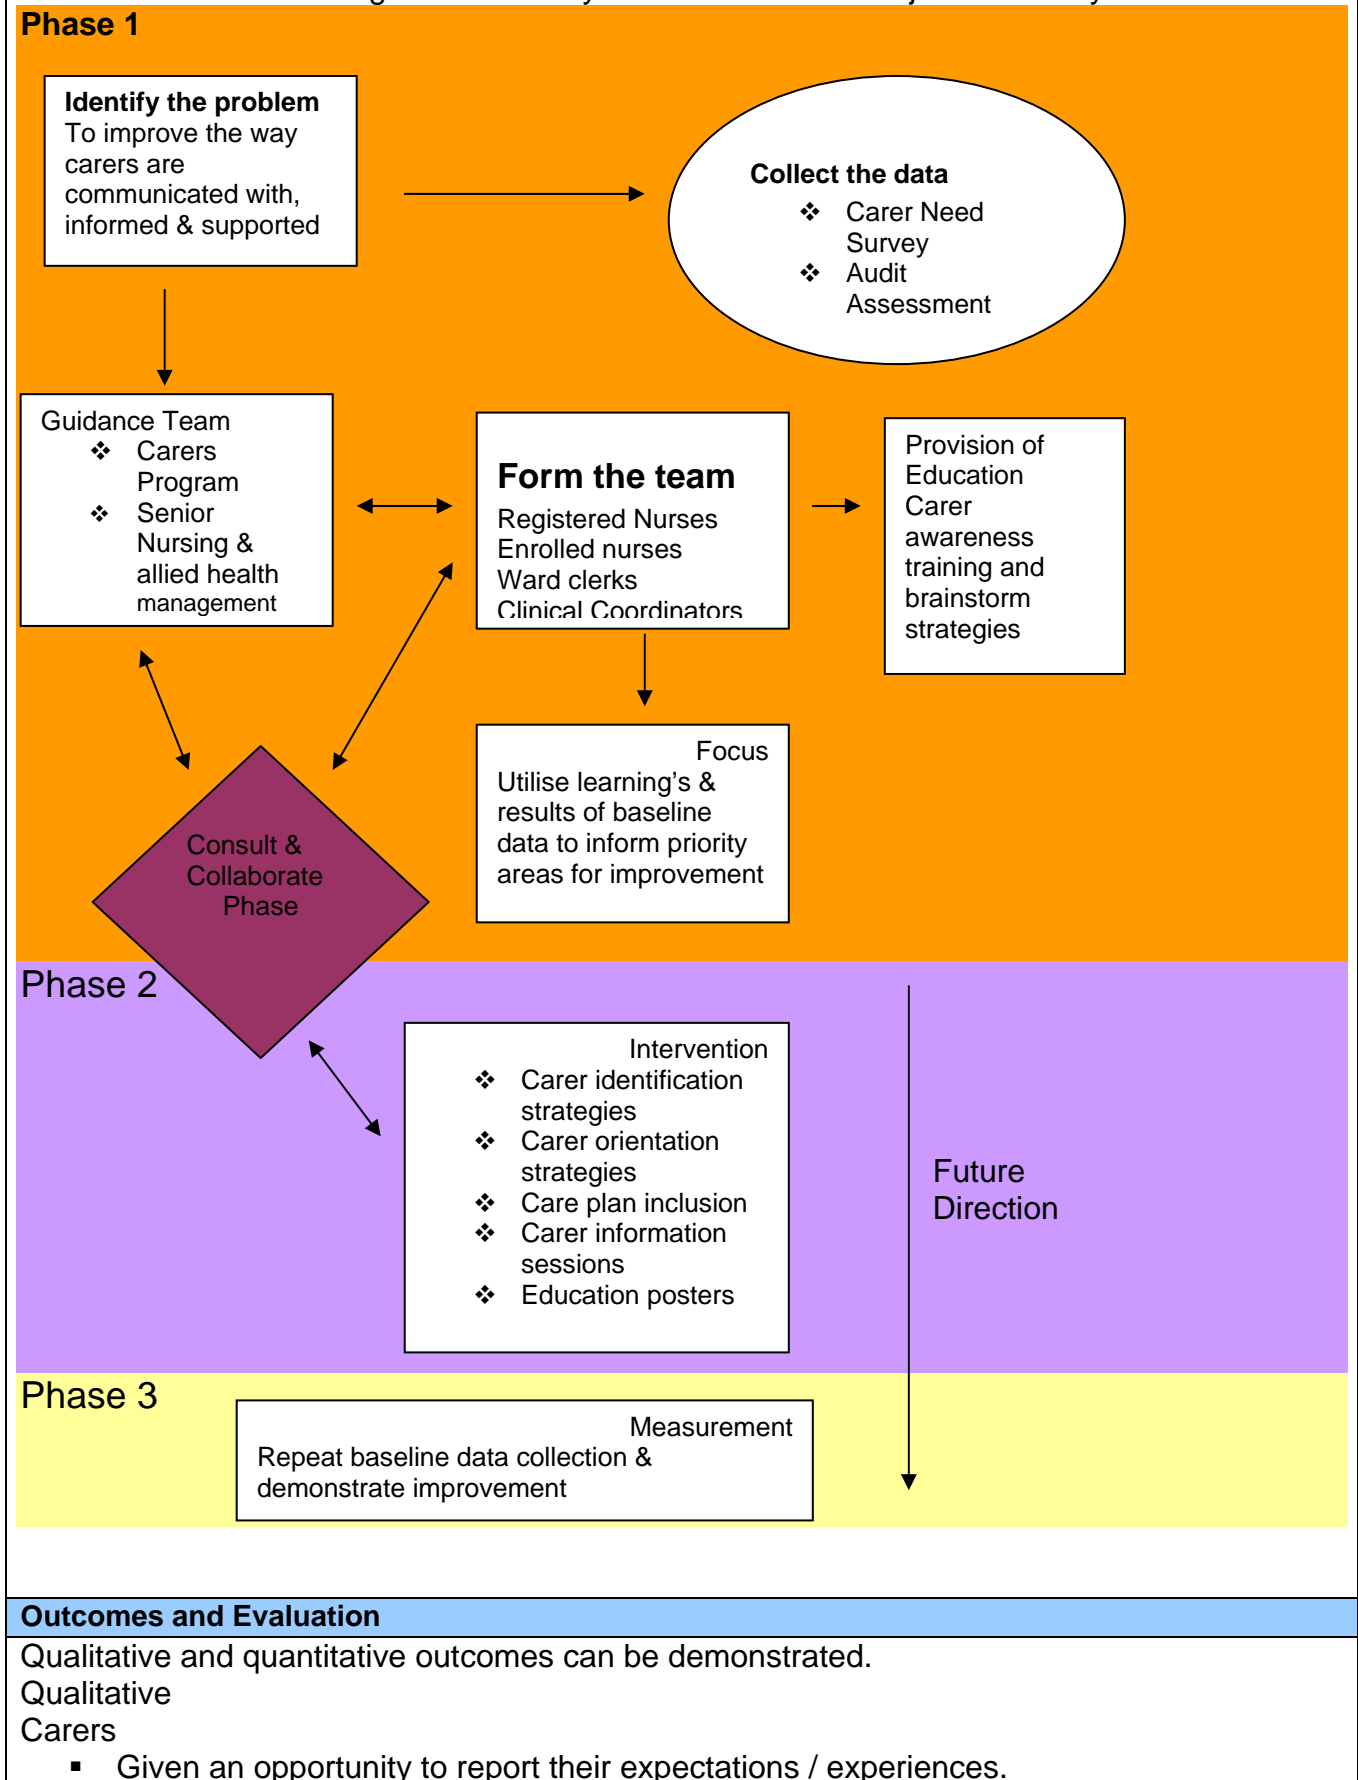 Phase 1
Identify the problem
To improve the way
carers are
communicated with,
informed & supported
Collect the data
❖ Carer Need
Survey
❖ Audit
Assessment
Guidance Team
❖ Carers
Program
❖ Senior
Nursing &
allied health
management
Form the team
Registered Nurses
Enrolled nurses
Ward clerks
Clinical Coordinators
Provision of
Education
Carer
awareness
training and
brainstorm
strategies
Focus
Utilise learning’s &
results of baseline
data to inform priority
areas for improvement
Consult &
Collaborate
Phase
Phase 2
Intervention
❖ Carer identification
strategies
❖ Carer orientation
strategies
❖ Care plan inclusion
❖ Carer information
sessions
❖ Education posters
Future
Direction
Phase 3
Measurement
Repeat baseline data collection &
demonstrate improvement
Outcomes and Evaluation
Qualitative and quantitative outcomes can be demonstrated.
Qualitative
Carers
▪ Given an opportunity to report their expectations / experiences.